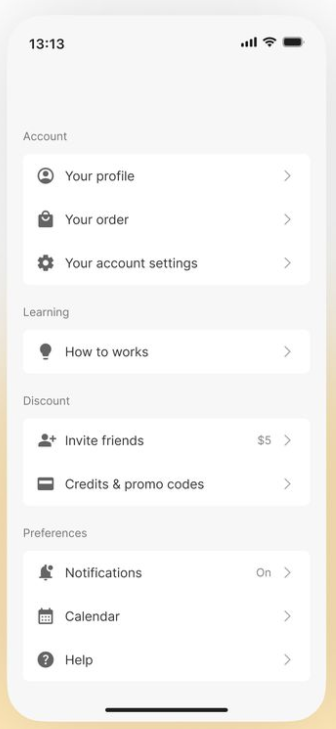 13:13
Account
Your profile
Your order
Your account settings
Learning
How to works
Discount
Invite friends $5
Credits & promo codes
Preferences
Notifications On
Calendar
Help